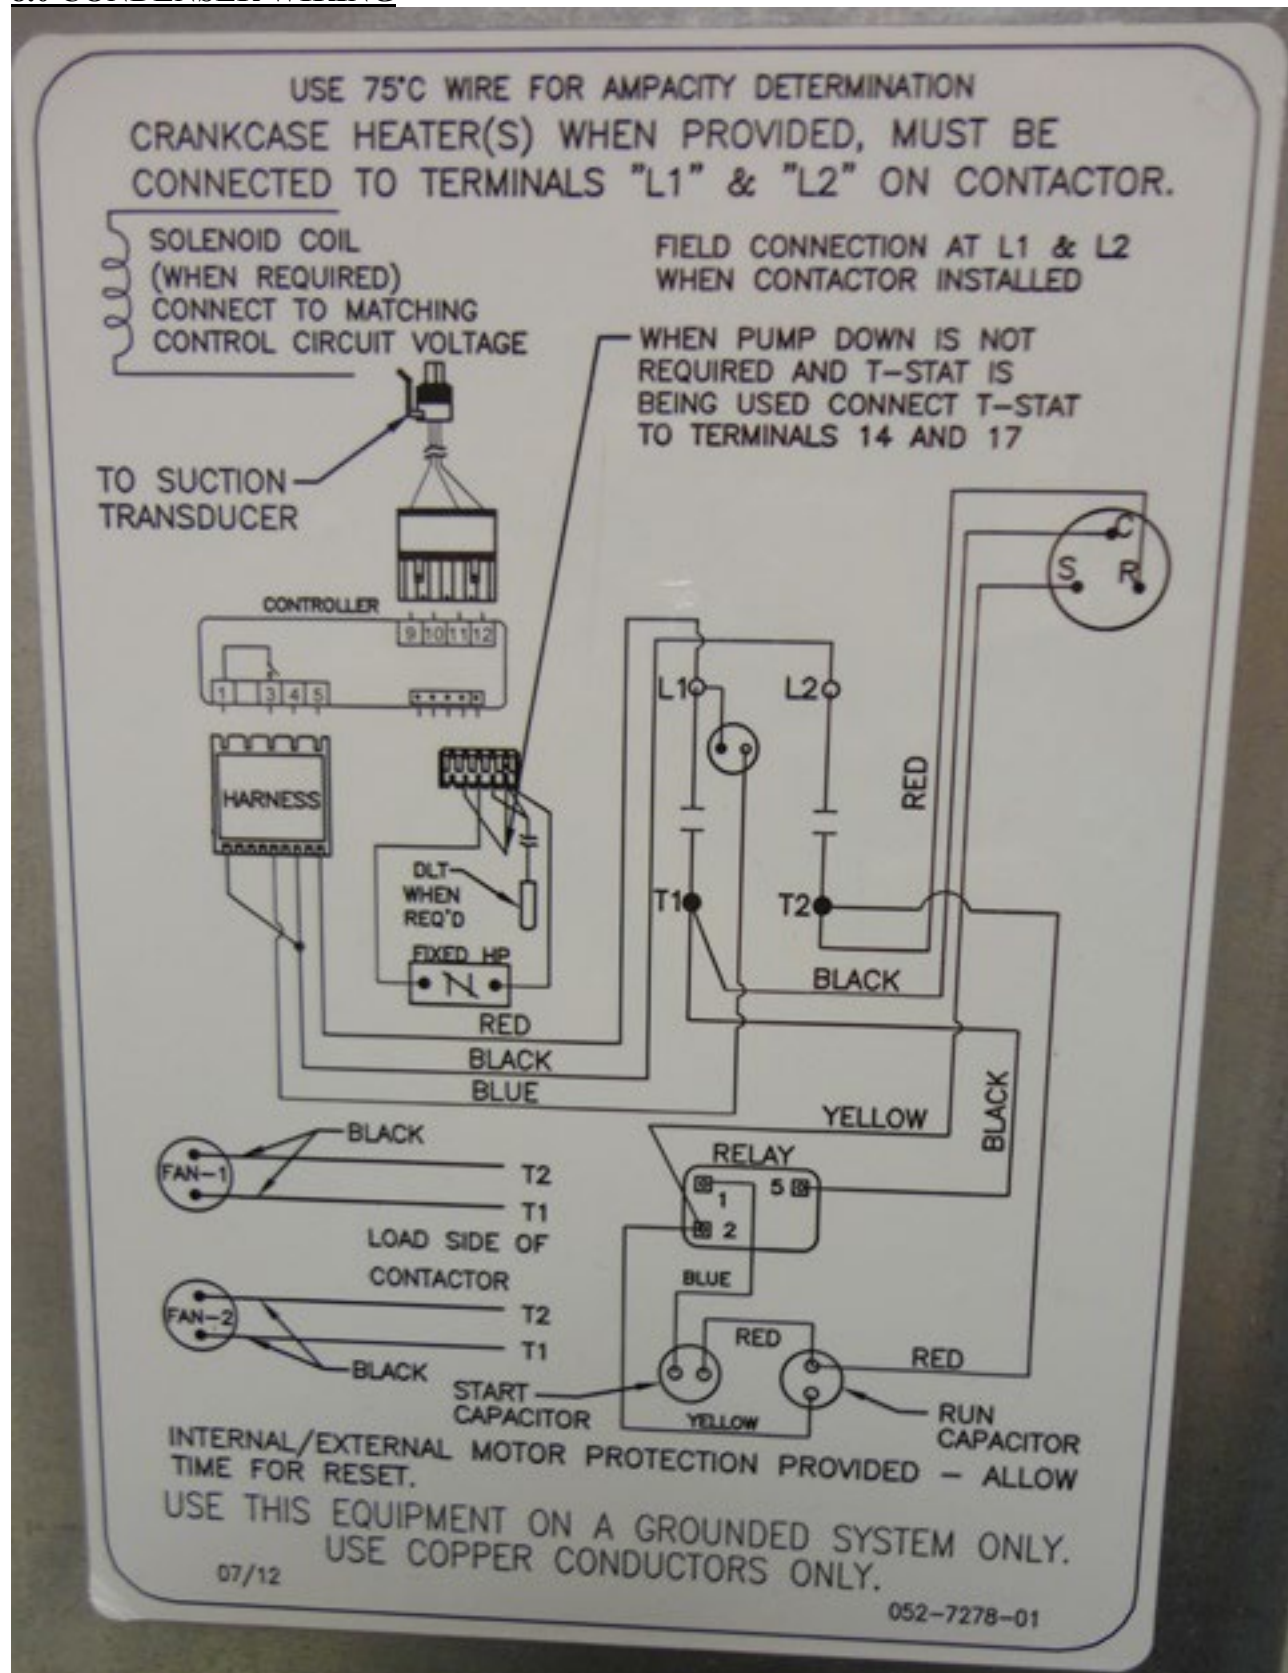 USE 75°C WIRE FOR AMPACITY DETERMINATION
CRANKCASE HEATER(S) WHEN PROVIDED, MUST BE
CONNECTED TO TERMINALS "L1" & "L2" ON CONTACTOR.
SOLENOID COIL
(WHEN REQUIRED)
CONNECT TO MATCHING
CONTROL CIRCUIT VOLTAGE
FIELD CONNECTION AT L1 & L2
WHEN CONTACTOR INSTALLED
WHEN PUMP DOWN IS NOT
REQUIRED AND T-STAT IS
BEING USED CONNECT T-STAT
TO TERMINALS 14 AND 17
TO SUCTION
TRANSDUCER
C
S
R
CONTROLLER
9 10 11 12
1 3 4 5
L1
L2
HARNESS
RED
DLT
WHEN
REQ'D
T1
T2
FIXED HP
BLACK
RED
BLACK
BLUE
BLACK
YELLOW
BLACK
FAN-1
T2
T1
RELAY
1
5
2
LOAD SIDE OF
CONTACTOR
BLUE
FAN-2
T2
T1
BLACK
RED
RED
START
CAPACITOR
YELLOW
RUN
CAPACITOR
INTERNAL/EXTERNAL MOTOR PROTECTION PROVIDED - ALLOW
TIME FOR RESET.
USE THIS EQUIPMENT ON A GROUNDED SYSTEM ONLY.
USE COPPER CONDUCTORS ONLY.
07/12
052-7278-01